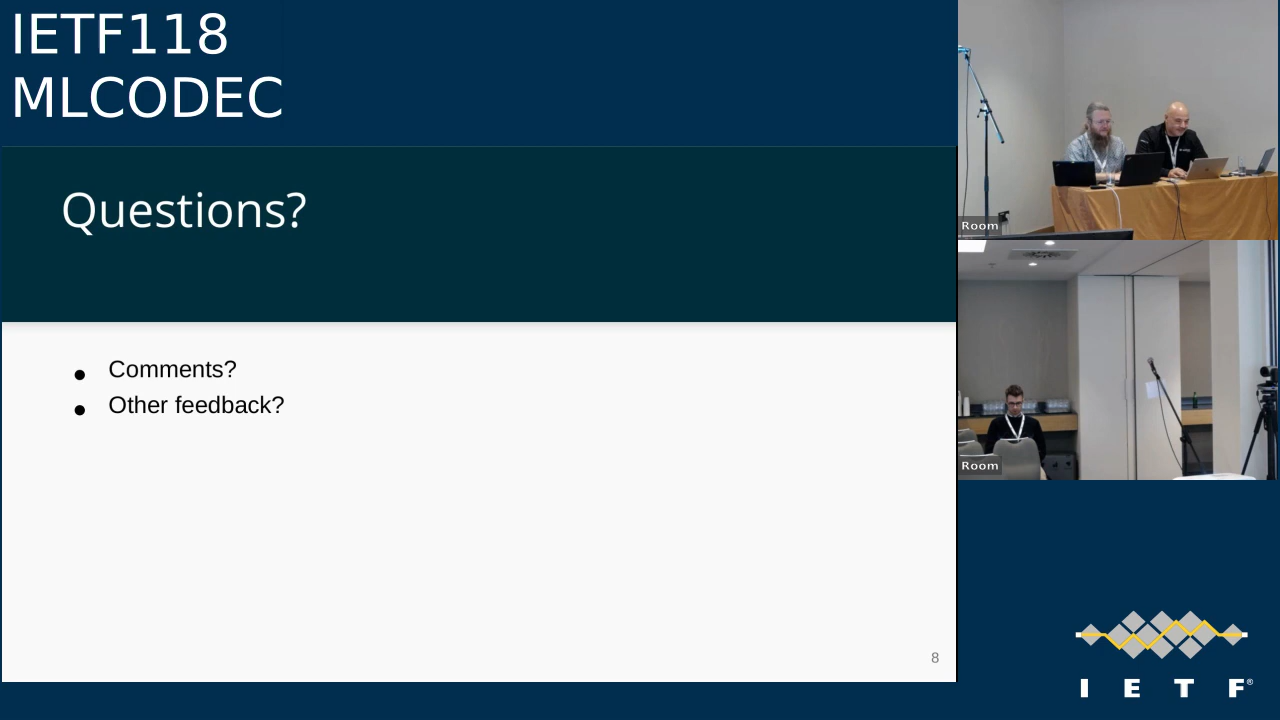 IETF118
MLCODEC
Questions?
Comments?
Other feedback?
8
Room
Room
I E T F®